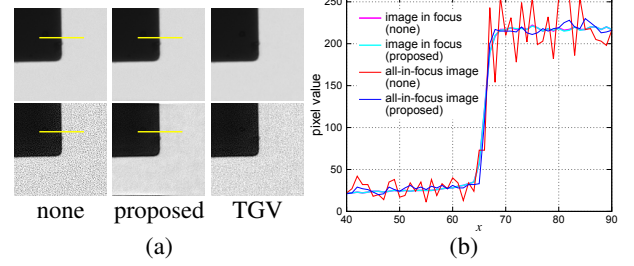 none proposed TGV
(a)
250
200
150
100
50
0
40 50 60 70 80 90
x
pixel value
image in focus
(none)
image in focus
(proposed)
all-in-focus image
(none)
all-in-focus image
(proposed)
(b)